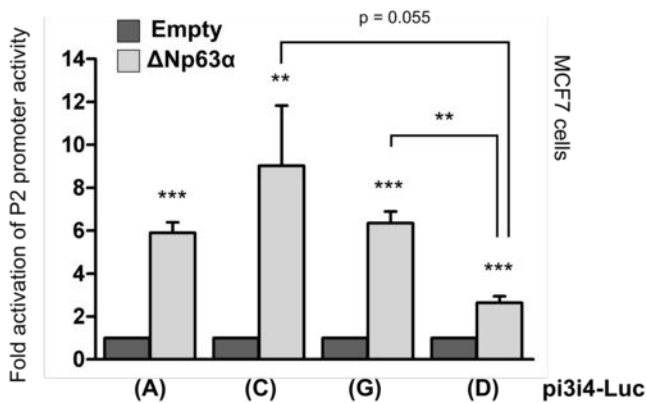 p = 0.055
Empty
ΔNp63α
Fold activation of P2 promoter activity
14
12
10
8
6
4
2
0
***
**
***
**
***
MCF7 cells
(A)
(C)
(G)
(D)
pi3i4-Luc